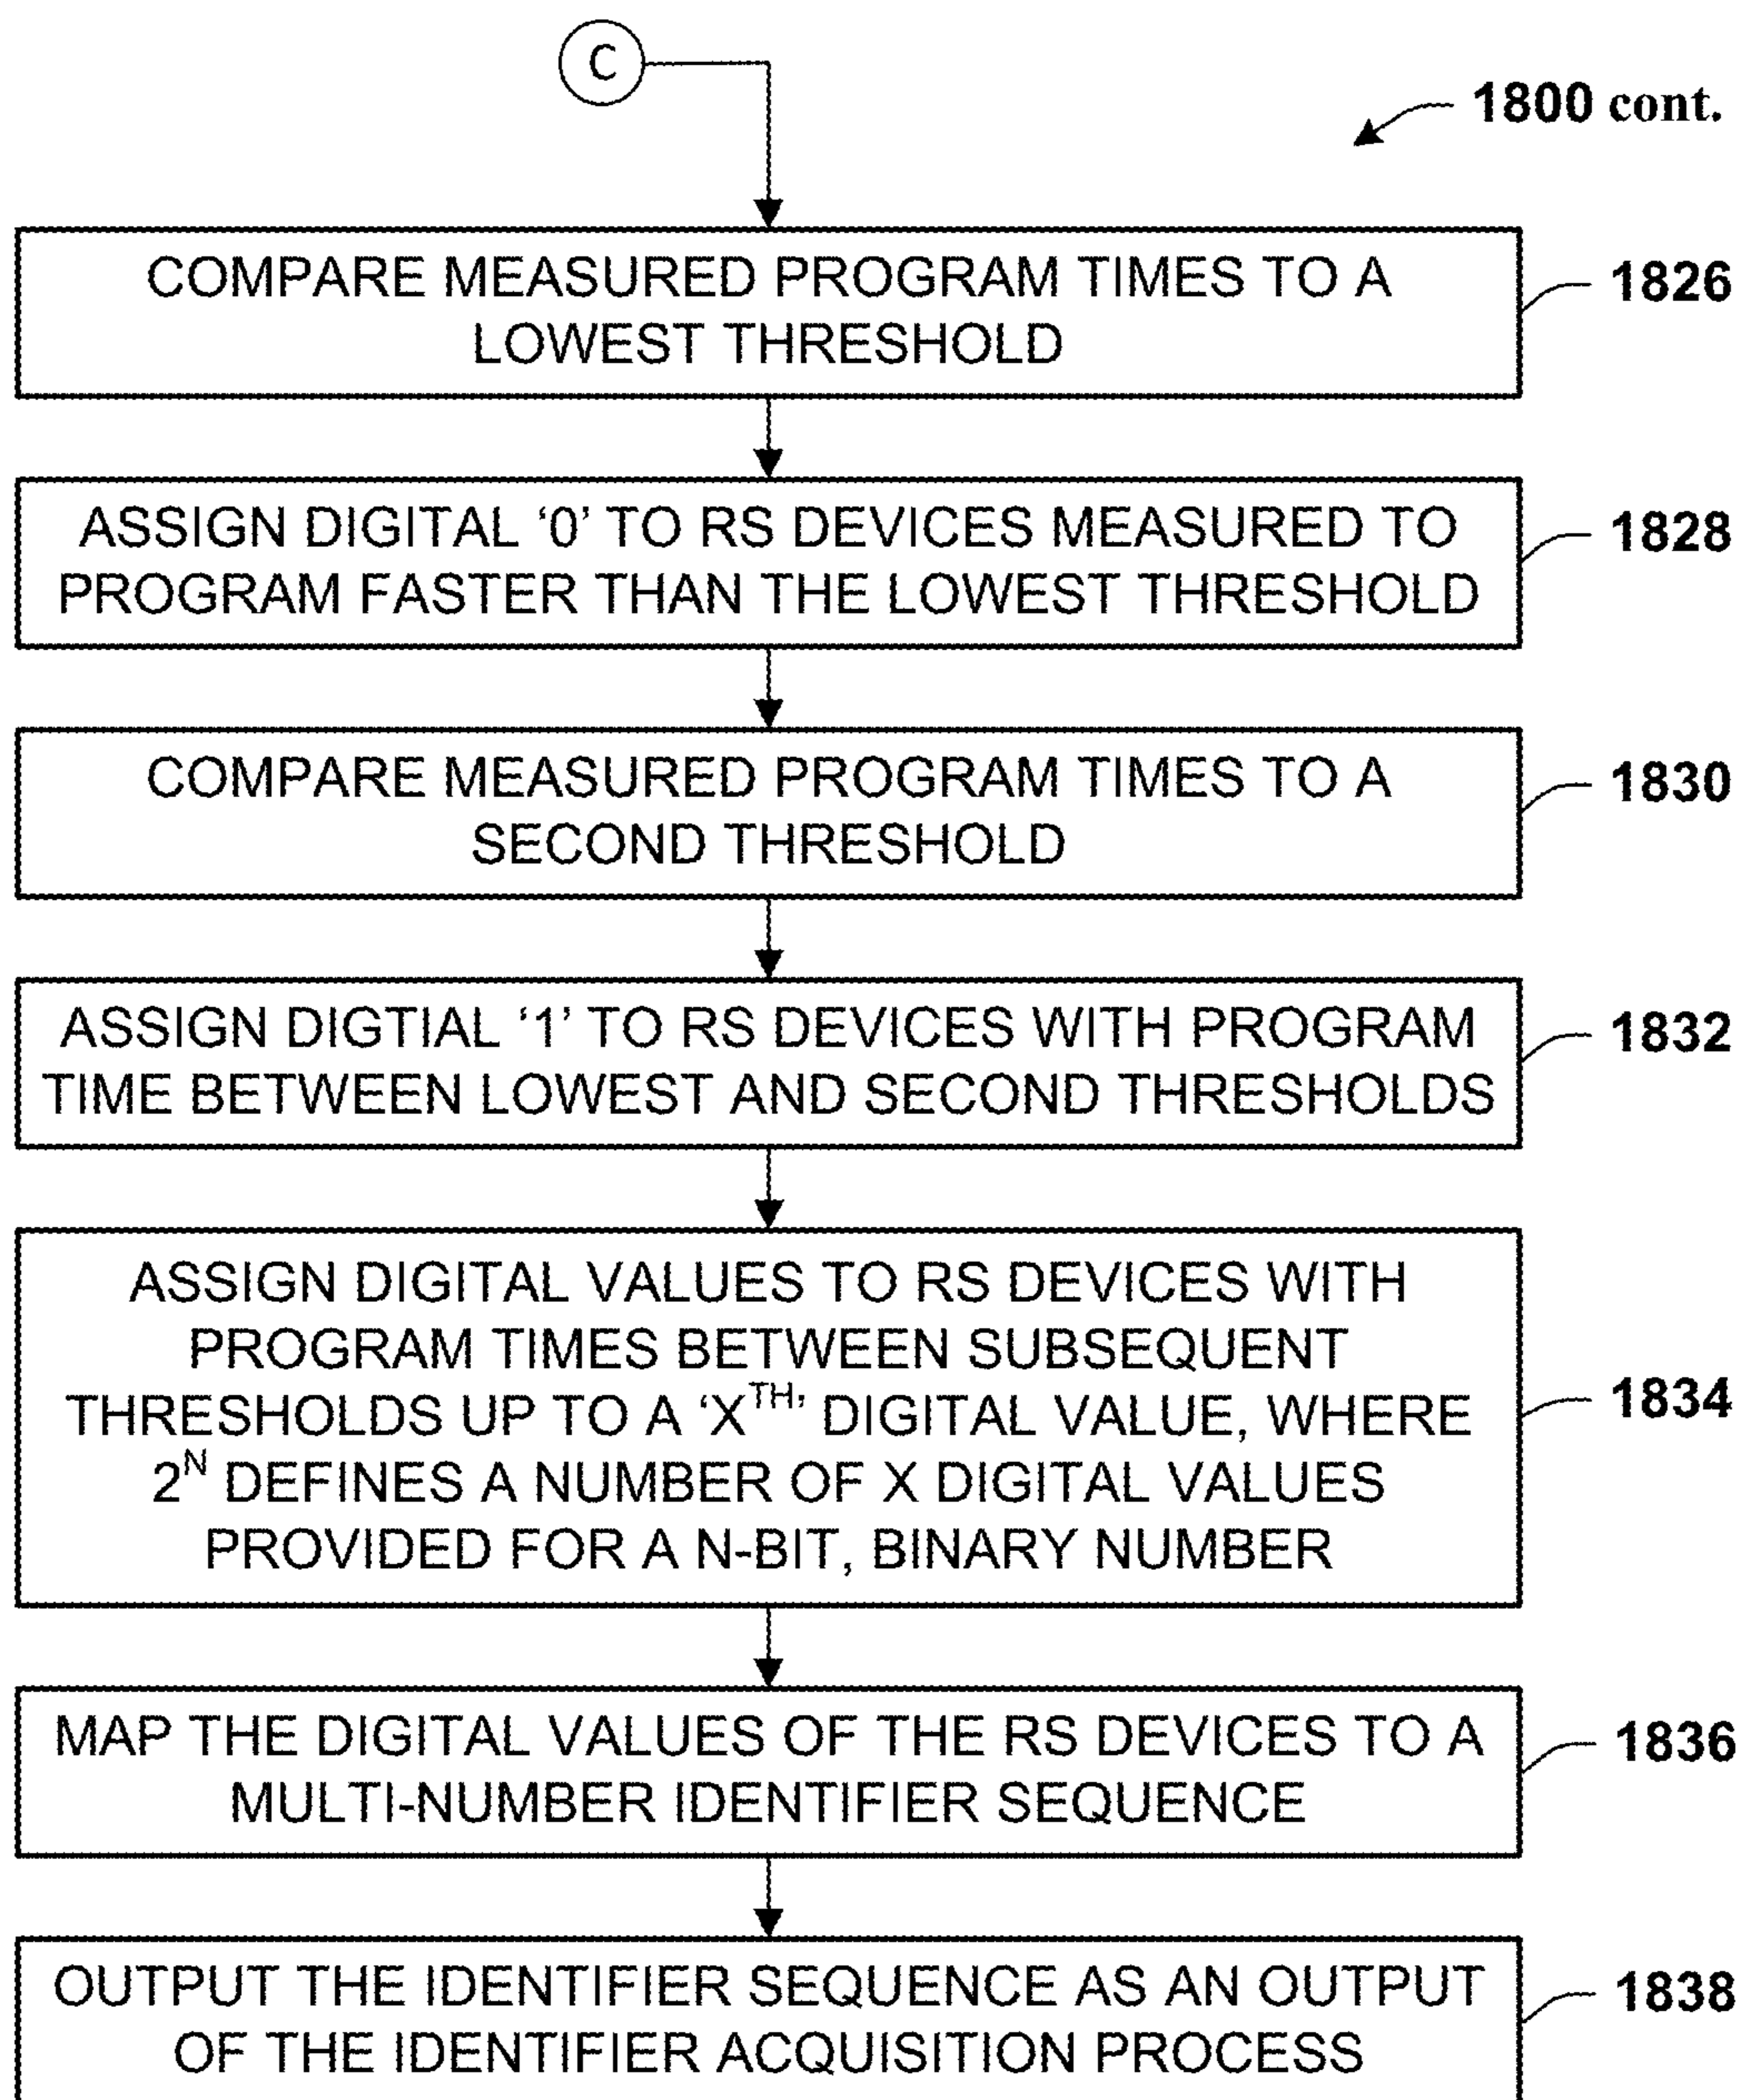 C
1800 cont.
COMPARE MEASURED PROGRAM TIMES TO A
LOWEST THRESHOLD
1826
ASSIGN DIGITAL ‘0’ TO RS DEVICES MEASURED TO
PROGRAM FASTER THAN THE LOWEST THRESHOLD
1828
COMPARE MEASURED PROGRAM TIMES TO A
SECOND THRESHOLD
1830
ASSIGN DIGTIAL ‘1’ TO RS DEVICES WITH PROGRAM
TIME BETWEEN LOWEST AND SECOND THRESHOLDS
1832
ASSIGN DIGITAL VALUES TO RS DEVICES WITH
PROGRAM TIMES BETWEEN SUBSEQUENT
THRESHOLDS UP TO A ‘X^TH’ DIGITAL VALUE, WHERE
2^N DEFINES A NUMBER OF X DIGITAL VALUES
PROVIDED FOR A N-BIT, BINARY NUMBER
1834
MAP THE DIGITAL VALUES OF THE RS DEVICES TO A
MULTI-NUMBER IDENTIFIER SEQUENCE
1836
OUTPUT THE IDENTIFIER SEQUENCE AS AN OUTPUT
OF THE IDENTIFIER ACQUISITION PROCESS
1838